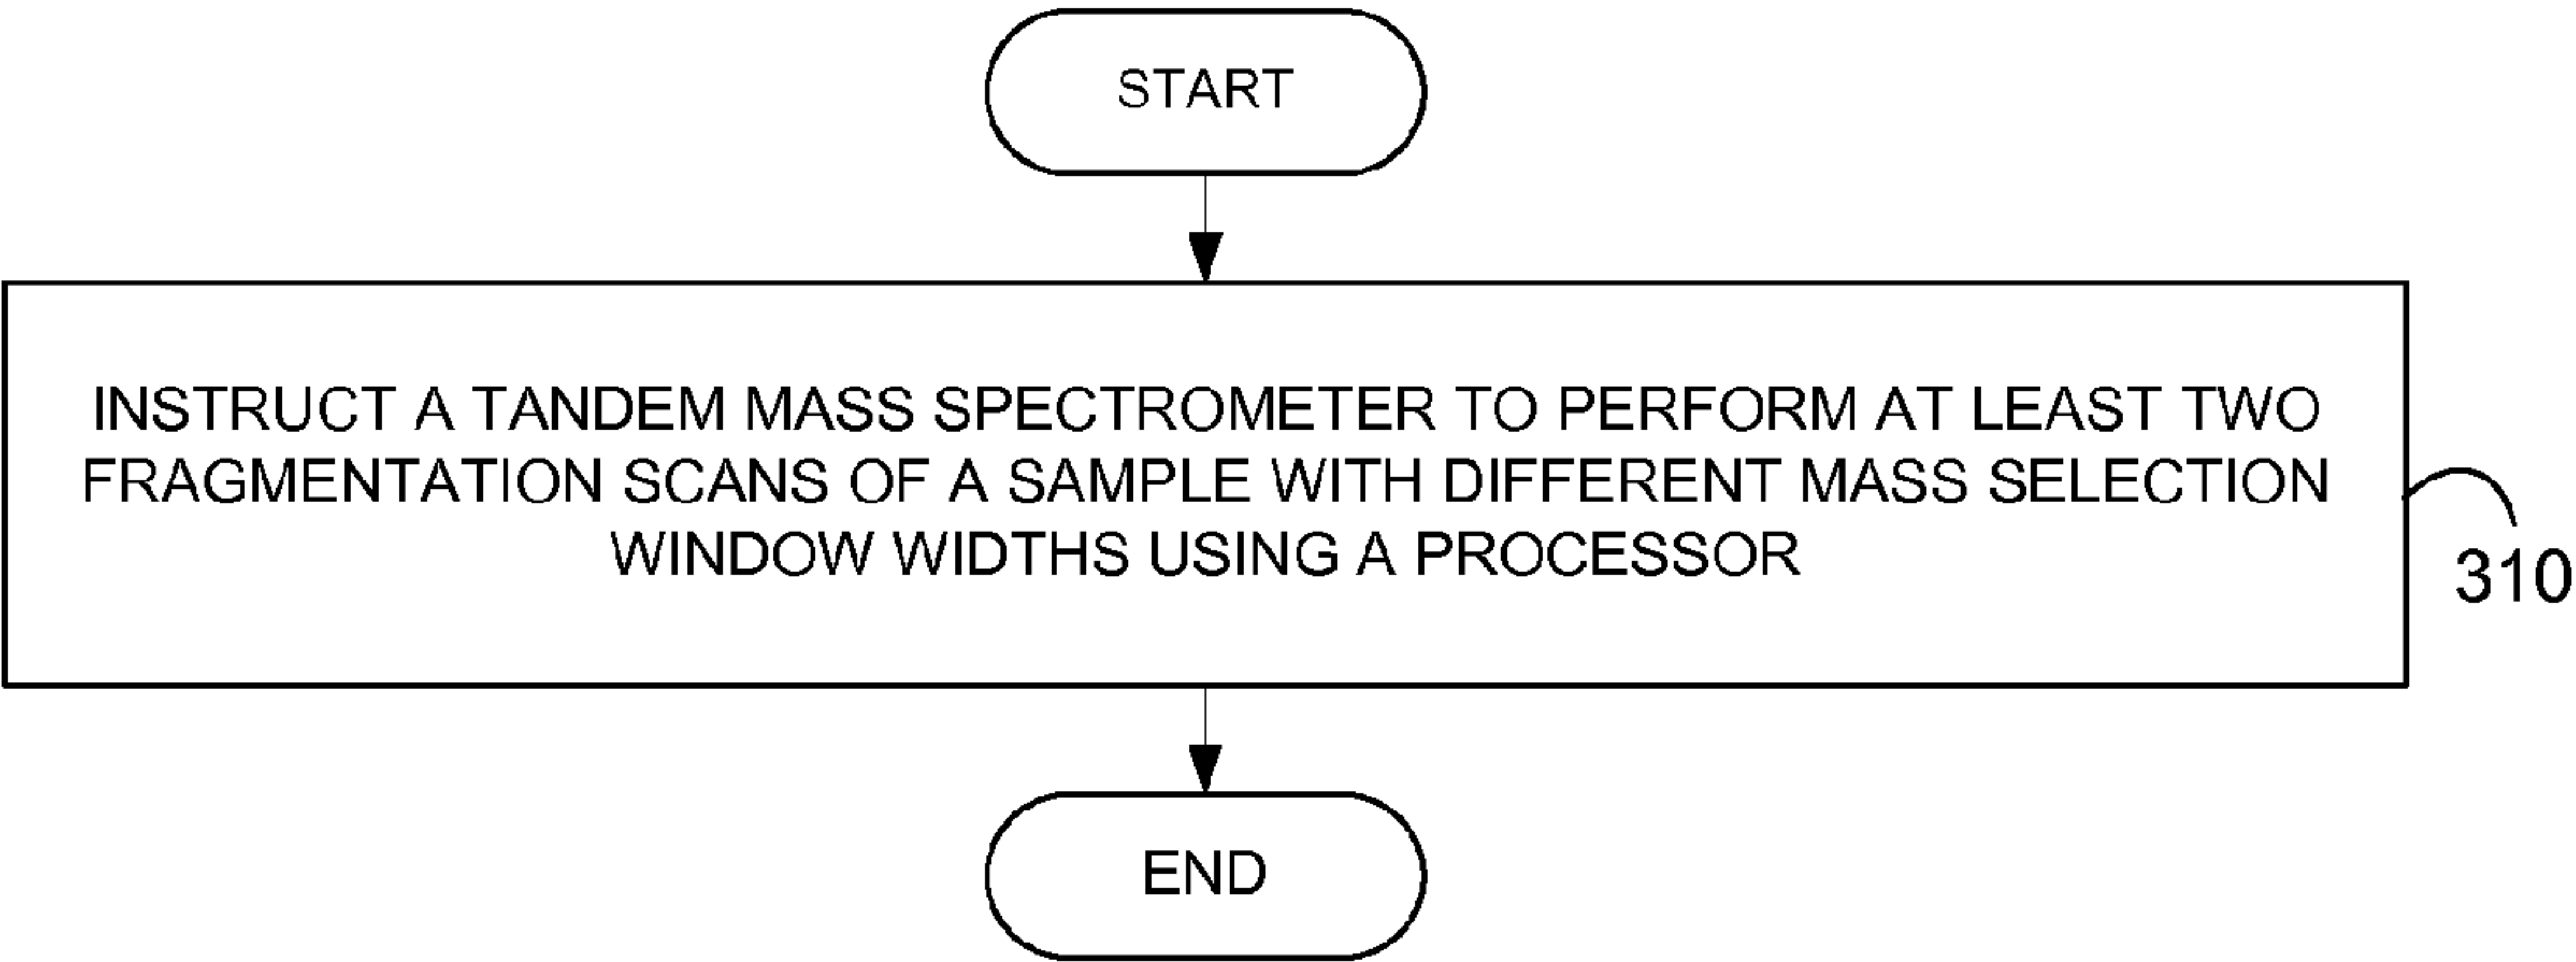 START
INSTRUCT A TANDEM MASS SPECTROMETER TO PERFORM AT LEAST TWO
FRAGMENTATION SCANS OF A SAMPLE WITH DIFFERENT MASS SELECTION
WINDOW WIDTHS USING A PROCESSOR
310
END